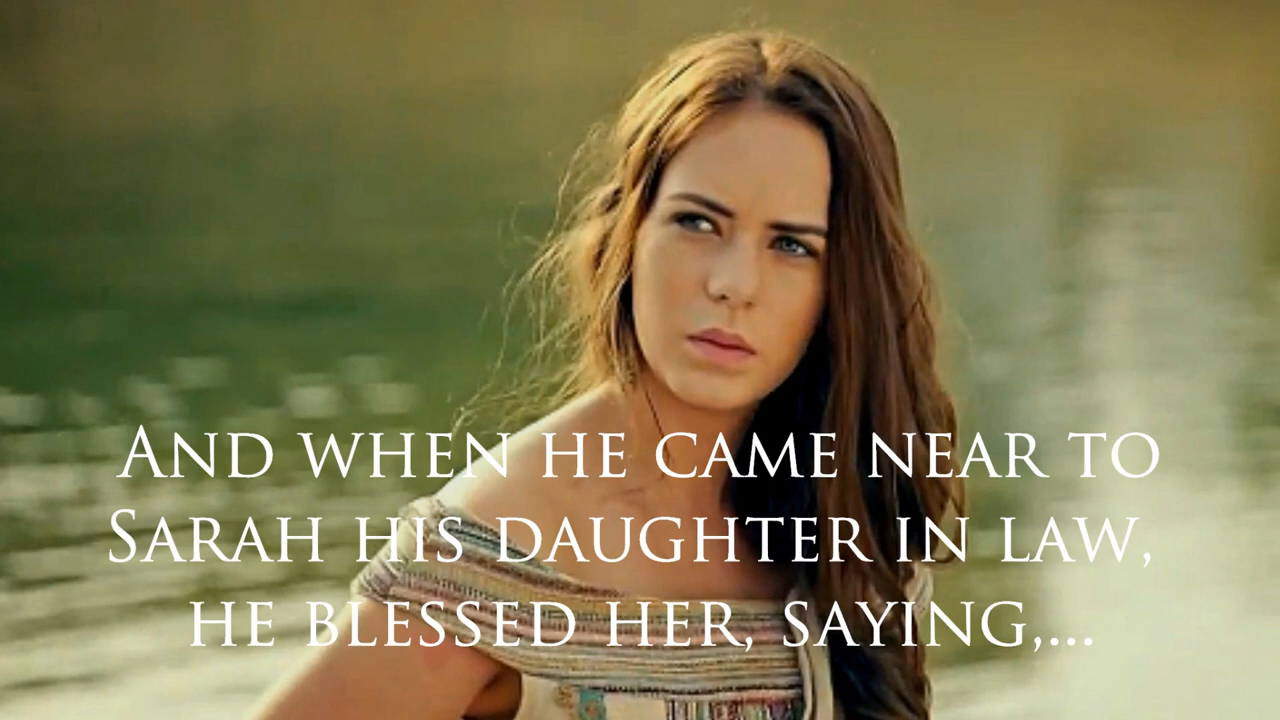 And when he came near to
Sarah his daughter in law,
he blessed her, saying,...